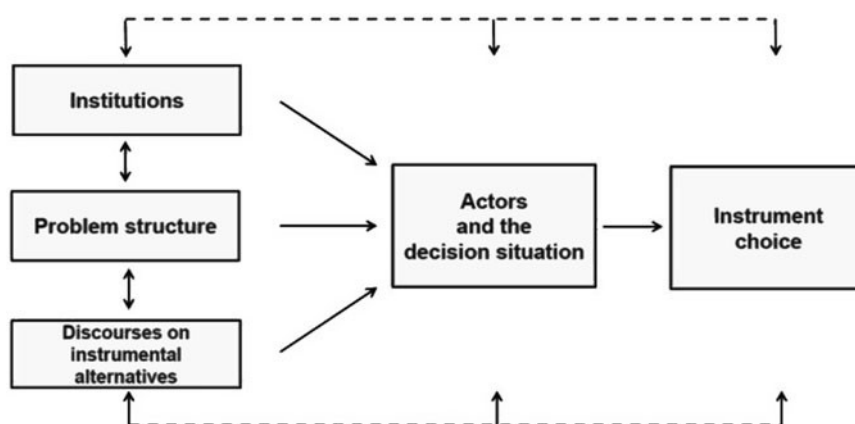 Institutions
Problem structure
Discourses on
instrumental
alternatives
Actors
and the
decision situation
Instrument
choice